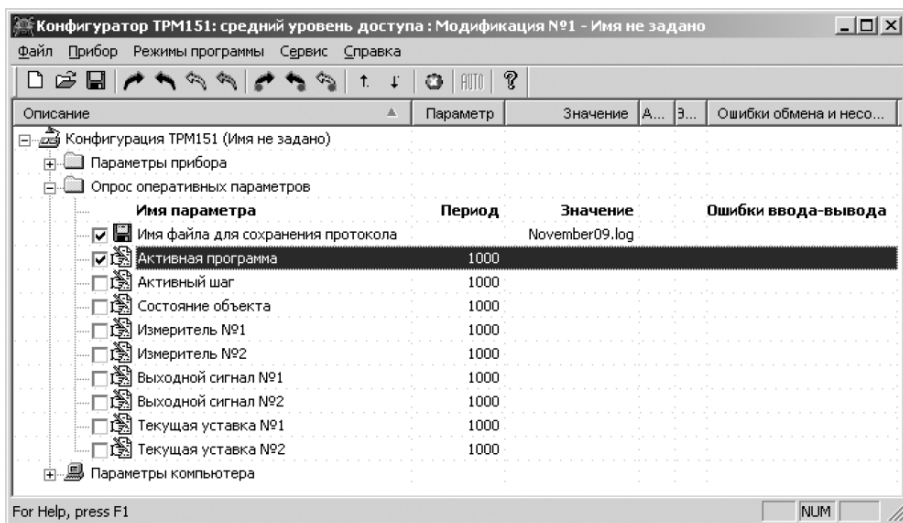 Конфигуратор ТРМ151: средний уровень доступа : Модификация №1 - Имя не задано
Файл Прибор Режимы программы Сервис Справка
AUTO
Описание Параметр Значение А... З... Ошибки обмена и несо...
Конфигурация ТРМ151 (Имя не задано)
Параметры прибора
Опрос оперативных параметров
Имя параметра Период Значение Ошибки ввода-вывода
Имя файла для сохранения протокола November09.log
Активная программа 1000
Активный шаг 1000
Состояние объекта 1000
Измеритель №1 1000
Измеритель №2 1000
Выходной сигнал №1 1000
Выходной сигнал №2 1000
Текущая уставка №1 1000
Текущая уставка №2 1000
Параметры компьютера
For Help, press F1 NUM